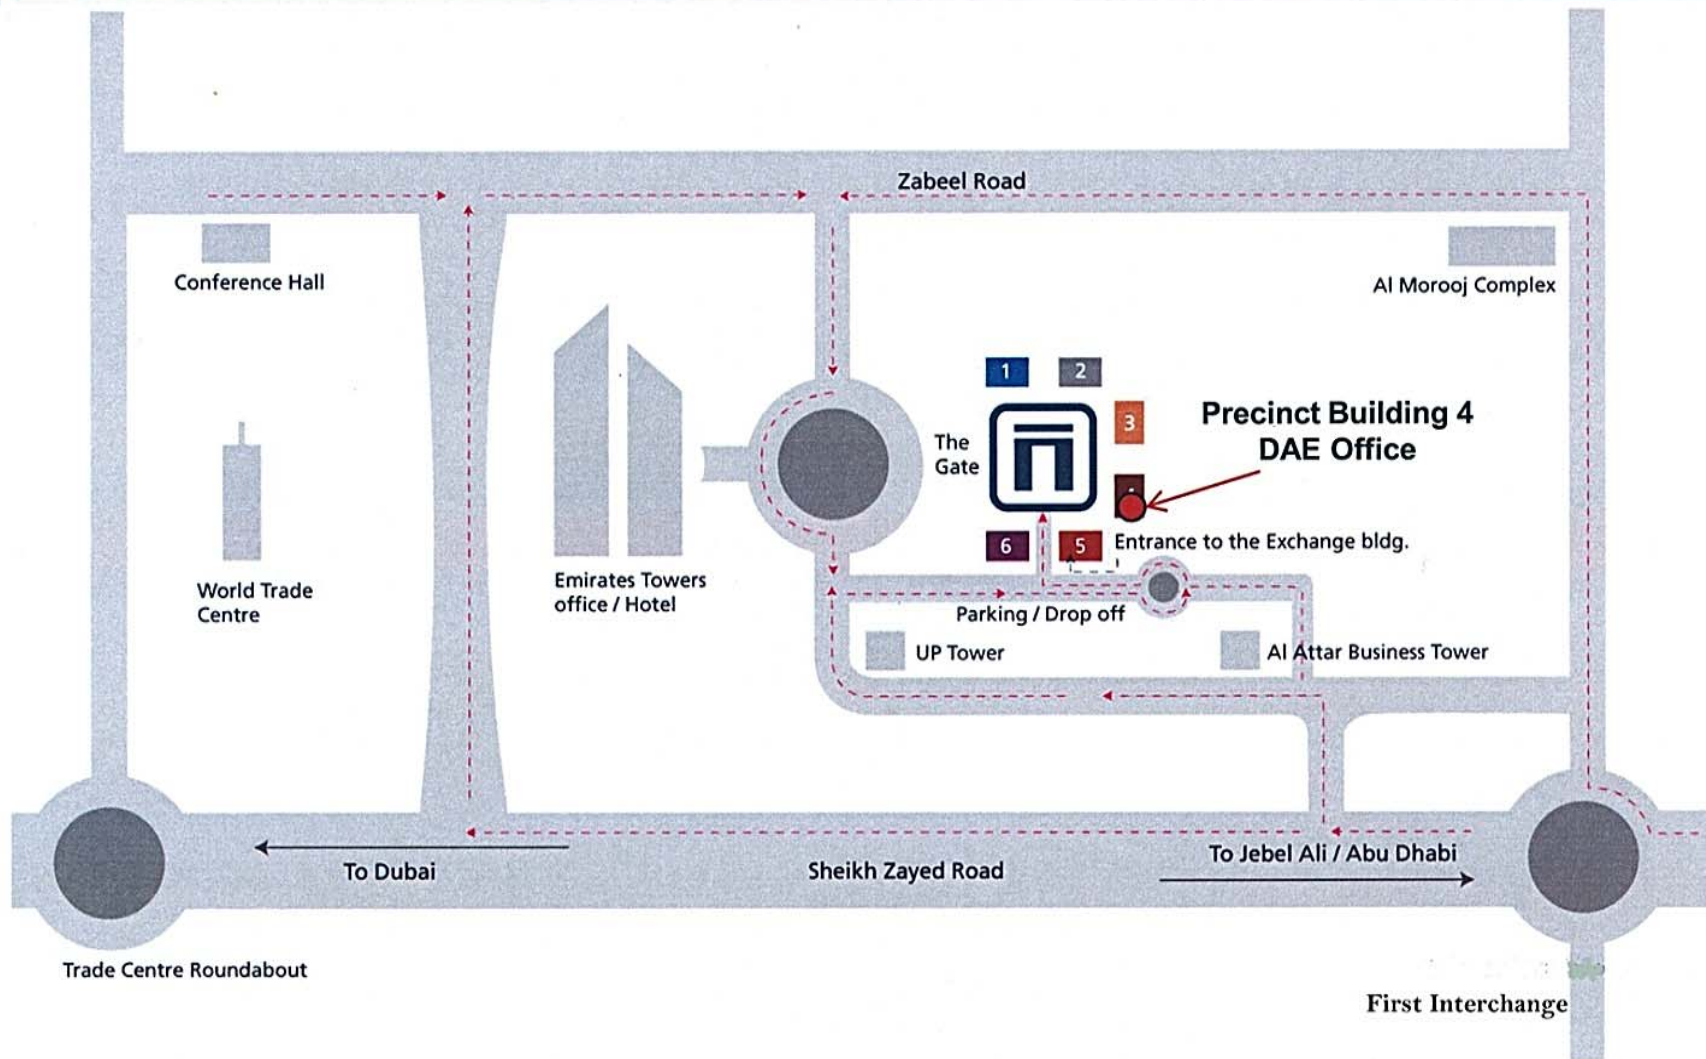 Zabeel Road
Conference Hall
Al Morooj Complex
1
2
3
Precinct Building 4
DAE Office
The
Gate
6
5
Entrance to the Exchange bldg.
World Trade
Centre
Emirates Towers
office / Hotel
Parking / Drop off
UP Tower
Al Attar Business Tower
To Dubai
Sheikh Zayed Road
To Jebel Ali / Abu Dhabi
Trade Centre Roundabout
First Interchange